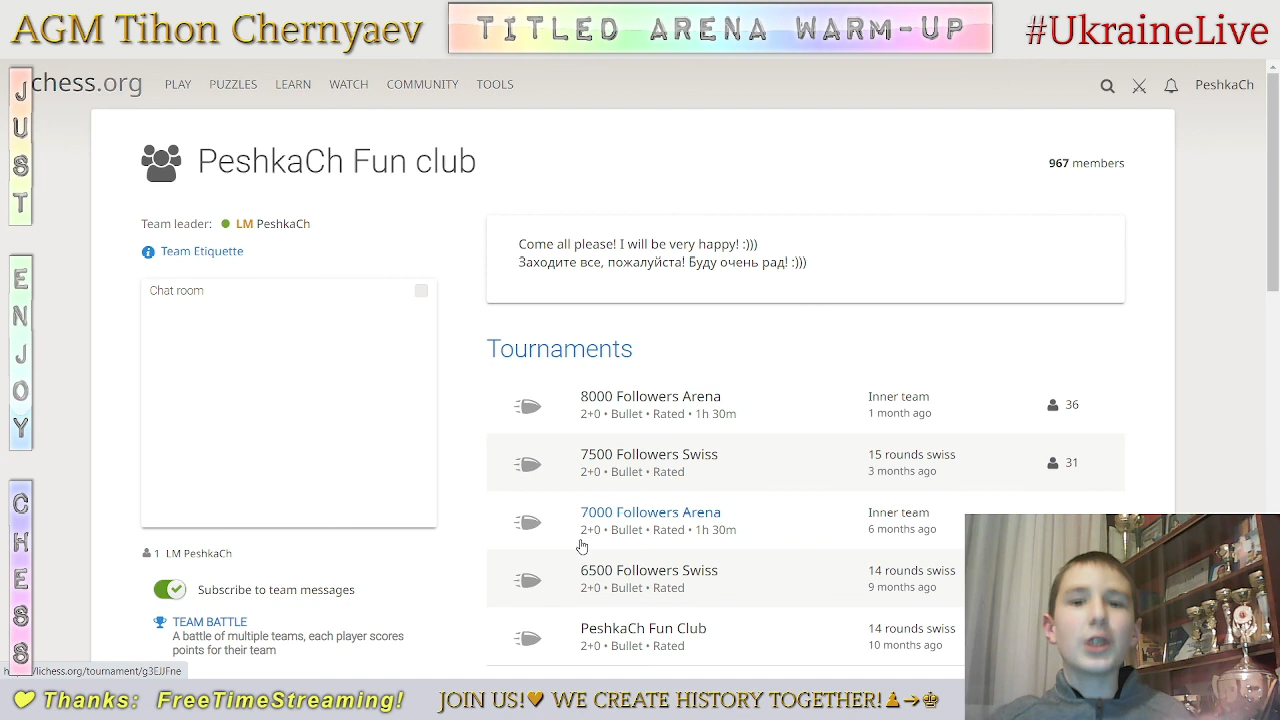 AGM Tihon Chernyaev
TITLED ARENA WARM-UP
#UkraineLive
JUST
ENJOY
CHESS
chess.org
PLAY PUZZLES LEARN WATCH COMMUNITY TOOLS
PeshkaCh
PeshkaCh Fun club
967 members
Team leader: LM PeshkaCh
Team Etiquette
Chat room
1 LM PeshkaCh
Subscribe to team messages
TEAM BATTLE
A battle of multiple teams, each player scores
points for their team
Come all please! I will be very happy! :)))
Заходите все, пожалуйста! Буду очень рад! :)))
Tournaments
8000 Followers Arena Inner team
2+0 • Bullet • Rated • 1h 30m 1 month ago 36
7500 Followers Swiss 15 rounds swiss
2+0 • Bullet • Rated 3 months ago 31
7000 Followers Arena Inner team
2+0 • Bullet • Rated • 1h 30m 6 months ago
6500 Followers Swiss 14 rounds swiss
2+0 • Bullet • Rated 9 months ago
PeshkaCh Fun Club 14 rounds swiss
2+0 • Bullet • Rated 10 months ago
/lichess.org/tournament/g3EJJFne
Thanks: FreeTimeStreaming!
JOIN US!🧡 WE CREATE HISTORY TOGETHER!♟→♚